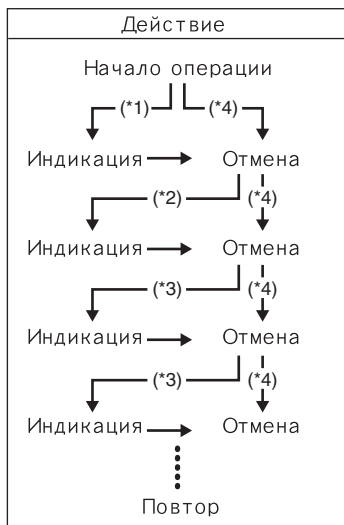 Действие
Начало операции
(*1) (*4)
Индикация Отмена
(*2) (*4)
Индикация Отмена
(*3) (*4)
Индикация Отмена
(*3) (*4)
Индикация Отмена
Повтор